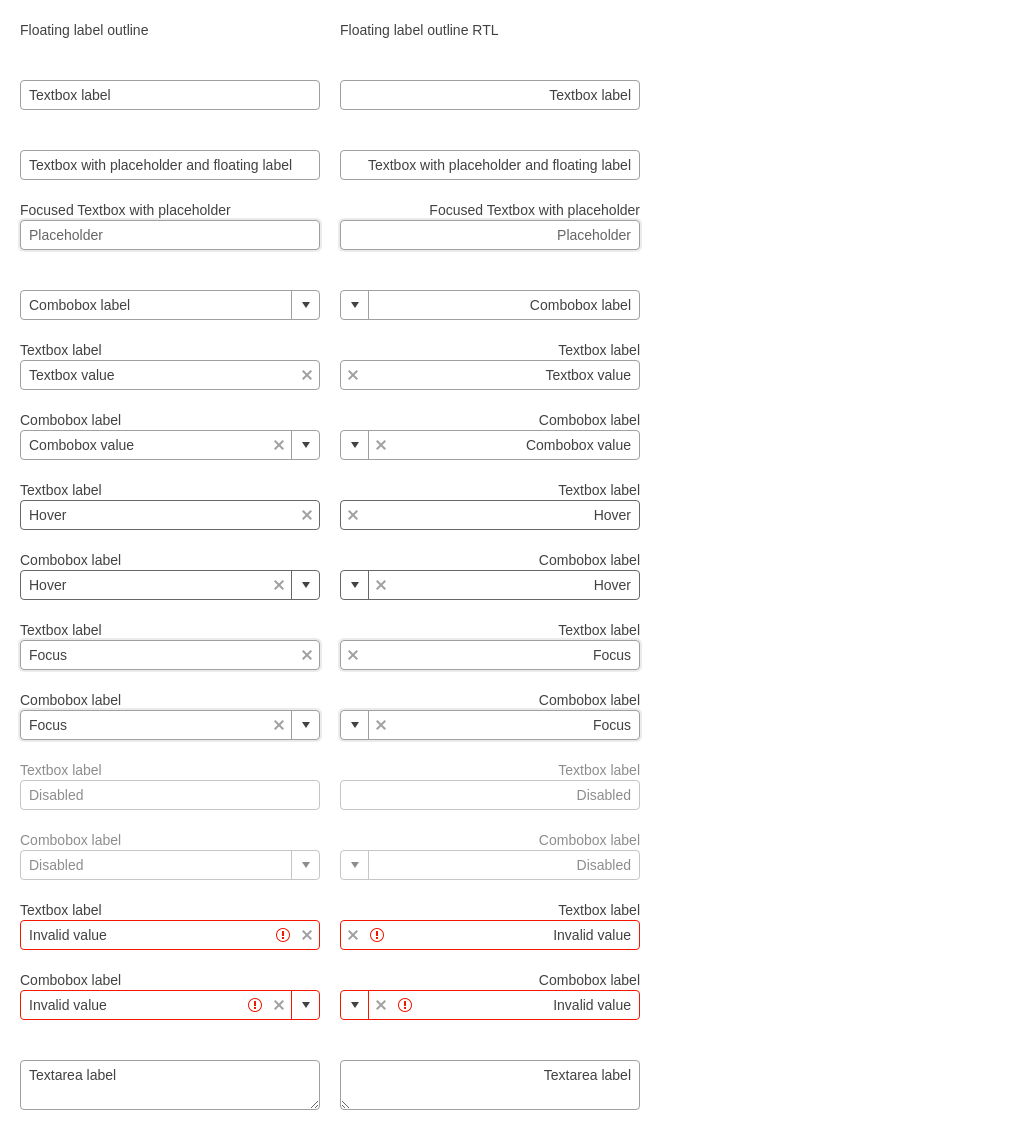 Floating label outline
Floating label outline RTL
Textbox label
Textbox label
Textbox with placeholder and floating label
Textbox with placeholder and floating label
Focused Textbox with placeholder
Focused Textbox with placeholder
Placeholder
Placeholder
Combobox label
Combobox label
Textbox label
Textbox label
Textbox value
Textbox value
Combobox label
Combobox label
Combobox value
Combobox value
Textbox label
Textbox label
Hover
Hover
Combobox label
Combobox label
Hover
Hover
Textbox label
Textbox label
Focus
Focus
Combobox label
Combobox label
Focus
Focus
Textbox label
Textbox label
Disabled
Disabled
Combobox label
Combobox label
Disabled
Disabled
Textbox label
Textbox label
Invalid value
Invalid value
Combobox label
Combobox label
Invalid value
Invalid value
Textarea label
Textarea label